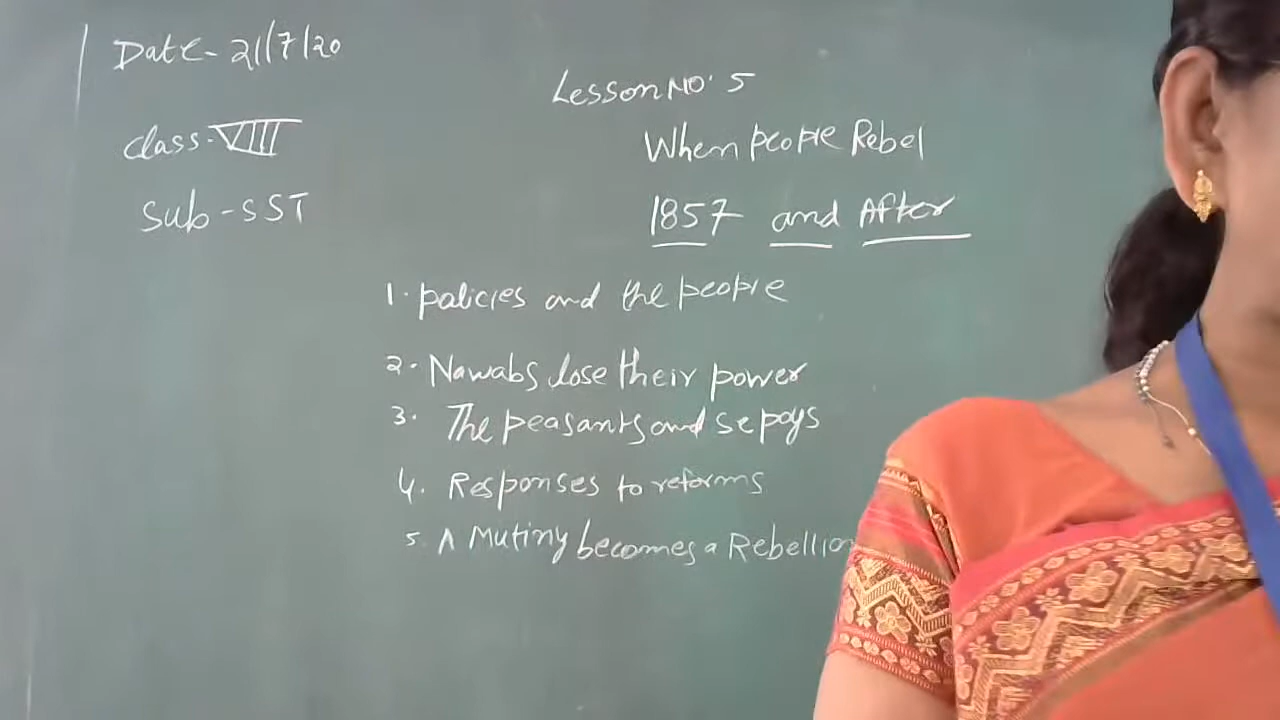 Date - 21/7/20
Lesson No. 5
class - VIII
When people Rebel
Sub - SST
1857 and After
1. policies and the people
2. Nawabs lose their power
3. The peasants and sepoys
4. Responses to reforms
5. A Mutiny becomes a Rebellion